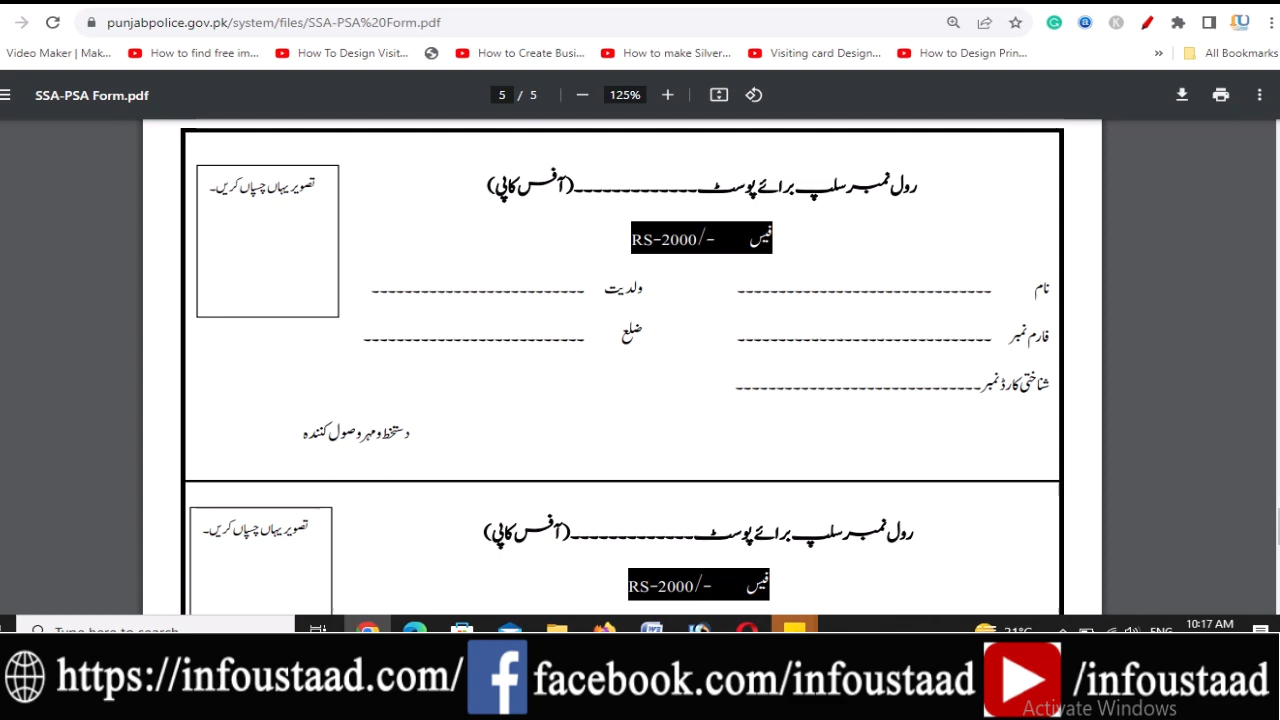 punjabpolice.gov.pk/system/files/SSA-PSA%20Form.pdf
Video Maker | Mak... How to find free im... How To Design Visit... How to Create Busi... How to make Silver... Visiting card Design... How to Design Prin... » All Bookmarks
SSA-PSA Form.pdf 5 / 5 125%
تصویر یہاں چسپاں کریں۔
رول نمبر سلپ برائے پوسٹ-------------(آفس کاپی)
فیس RS-2000/-
نام ------------------------------ ولدیت --------------------------
فارم نمبر ------------------------------ ضلع --------------------------
شناختی کارڈ نمبر -----------------------------
دستخط و مہر وصول کنندہ
تصویر یہاں چسپاں کریں۔
رول نمبر سلپ برائے پوسٹ-------------(آفس کاپی)
فیس RS-2000/-
Type here to search 31°C ENG 10:17 AM
https://infoustaad.com/ facebook.com/infoustaad /infoustaad
Activate Windows